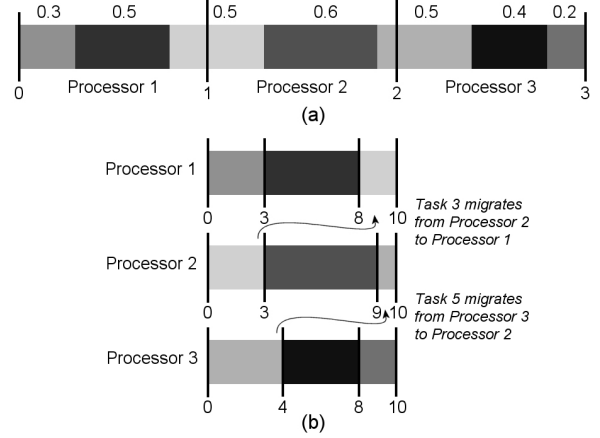 0.3 0.5 0.5 0.6 0.5 0.4 0.2
Processor 1 Processor 2 Processor 3
0 1 2 3
(a)
Processor 1
0 3 8 10
Task 3 migrates
from Processor 2
to Processor 1
Processor 2
0 3 9 10
Task 5 migrates
from Processor 3
to Processor 2
Processor 3
0 4 8 10
(b)